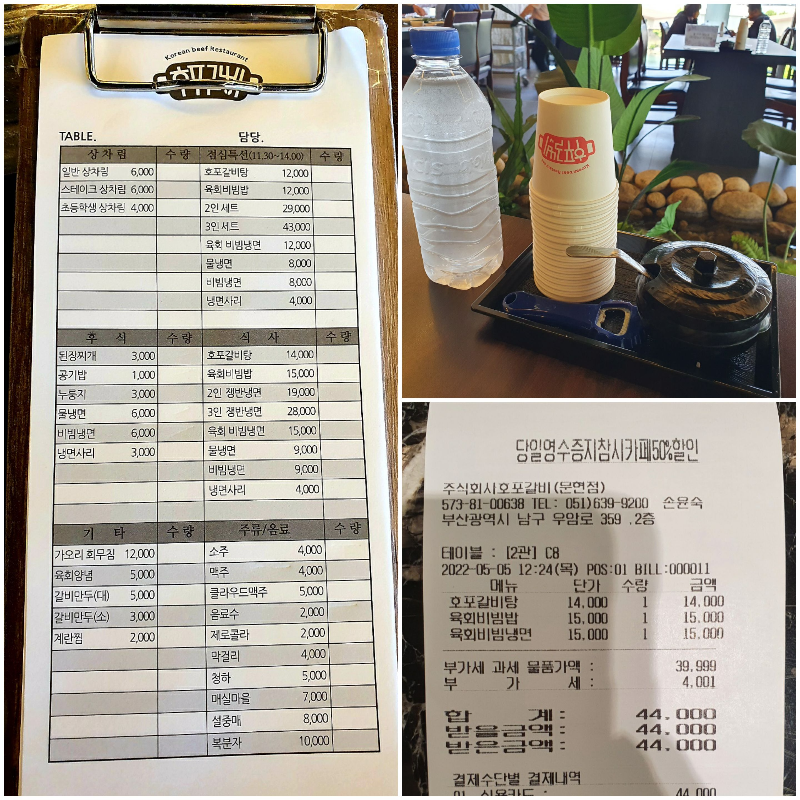 Korean beef Restaurant
호포갈비
TABLE. 담당.
상차림 수량 점심특선(11.30~14.00) 수량
일반 상차림 6,000 호포갈비탕 12,000
스테이크 상차림 6,000 육회비빔밥 12,000
초등학생 상차림 4,000 2인 세트 29,000
3인 세트 43,000
육회 비빔냉면 12,000
물냉면 8,000
비빔냉면 8,000
냉면사리 4,000
후 식 수량 식 사 수량
된장찌개 3,000 호포갈비탕 14,000
공기밥 1,000 육회비빔밥 15,000
누룽지 3,000 2인 쟁반냉면 19,000
물냉면 6,000 3인 쟁반냉면 28,000
비빔냉면 6,000 육회 비빔냉면 15,000
냉면사리 3,000 물냉면 9,000
비빔냉면 9,000
냉면사리 4,000
기 타 수량 주류/음료 수량
가오리 회무침 12,000 소주 4,000
육회양념 5,000 맥주 4,000
갈비만두(대) 5,000 클라우드맥주 5,000
갈비만두(소) 3,000 음료수 2,000
계란찜 2,000 제로콜라 2,000
막걸리 4,000
청하 5,000
매실마을 7,000
설중매 8,000
복분자 10,000
당일영수증지참시카페50%할인
주식회사호포갈비(문현점)
573-81-00638 TEL: 051)639-9200 손윤숙
부산광역시 남구 우암로 359 .2층
테이블 : [2관] C8
2022-05-05 12:24(목) POS:01 BILL:000011
메뉴 단가 수량 금액
호포갈비탕 14,000 1 14,000
육회비빔밥 15,000 1 15,000
육회비빔냉면 15,000 1 15,000
부가세 과세 물품가액 : 39,999
부 가 세 : 4,001
합 계 : 44,000
받을금액 : 44,000
받은금액 : 44,000
결제수단별 결제내역
44,000